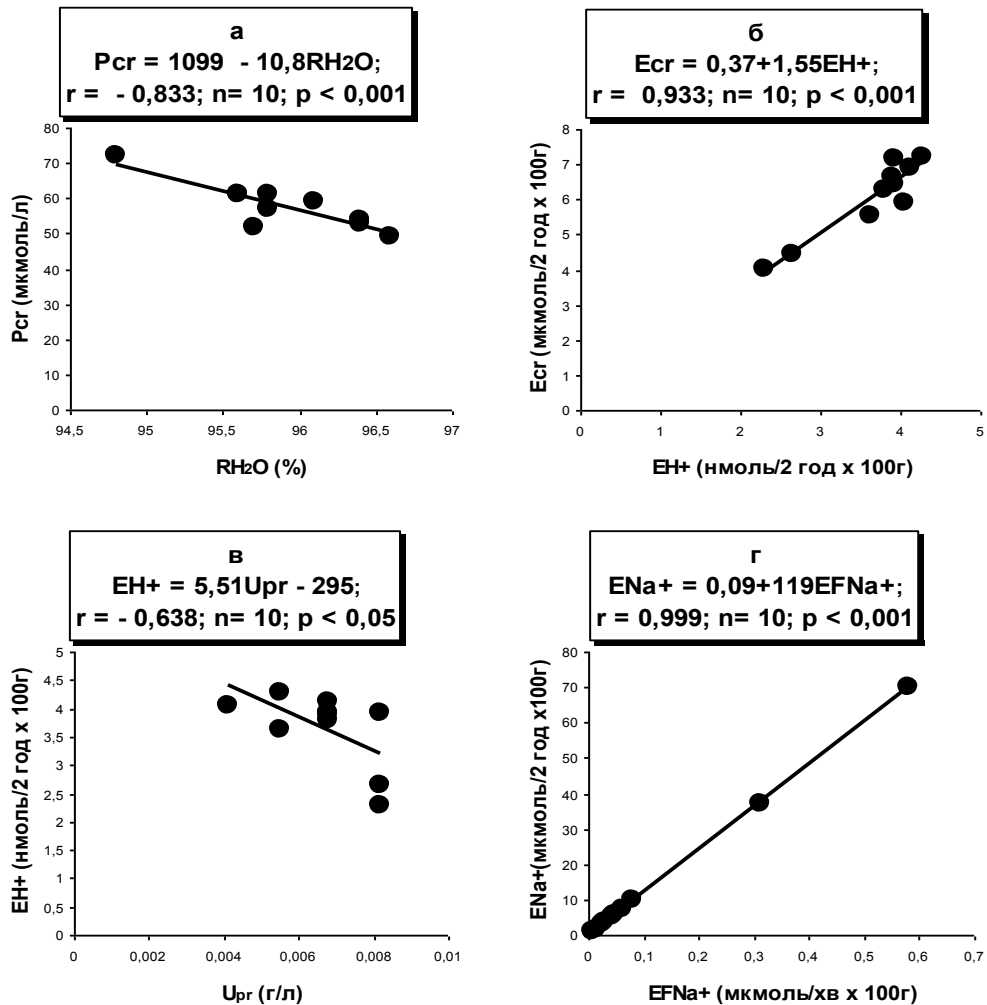 а
Pcr = 1099 - 10,8RH2O;
r = - 0,833; n= 10; p < 0,001
80
70
60
50
40
30
20
10
0
94,5 95 95,5 96 96,5 97
Pcr (мкмоль/л)
RH2O (%)
б
Ecr = 0,37+1,55EH+;
r = 0,933; n= 10; p < 0,001
8
7
6
5
4
3
2
1
0
0 1 2 3 4 5
Ecr (мкмоль/2 год x 100г)
EH+ (нмоль/2 год x 100г)
в
EH+ = 5,51Upr - 295;
r = - 0,638; n= 10; p < 0,05
5
4,5
4
3,5
3
2,5
2
1,5
1
0,5
0
0 0,002 0,004 0,006 0,008 0,01
EH+ (нмоль/2 год x 100г)
Upr (г/л)
г
ENa+ = 0,09+119EFNa+;
r = 0,999; n= 10; p < 0,001
80
70
60
50
40
30
20
10
0
0 0,1 0,2 0,3 0,4 0,5 0,6 0,7
ENa+(мкмоль/2 год x100г)
EFNa+ (мкмоль/хв x 100г)